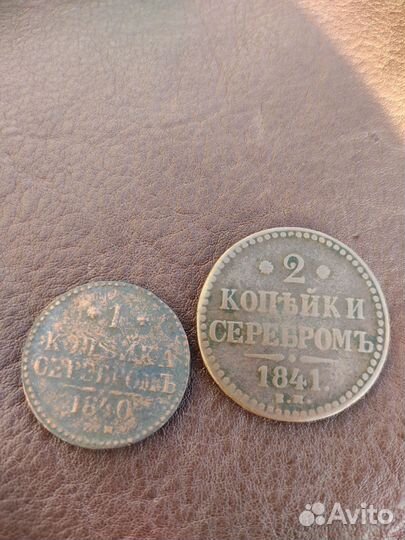 * 1 *
КОПѢЙКА
СЕРЕБРОМЪ
1840
* 2 *
КОПѢЙКИ
СЕРЕБРОМЪ
1841.
Avito